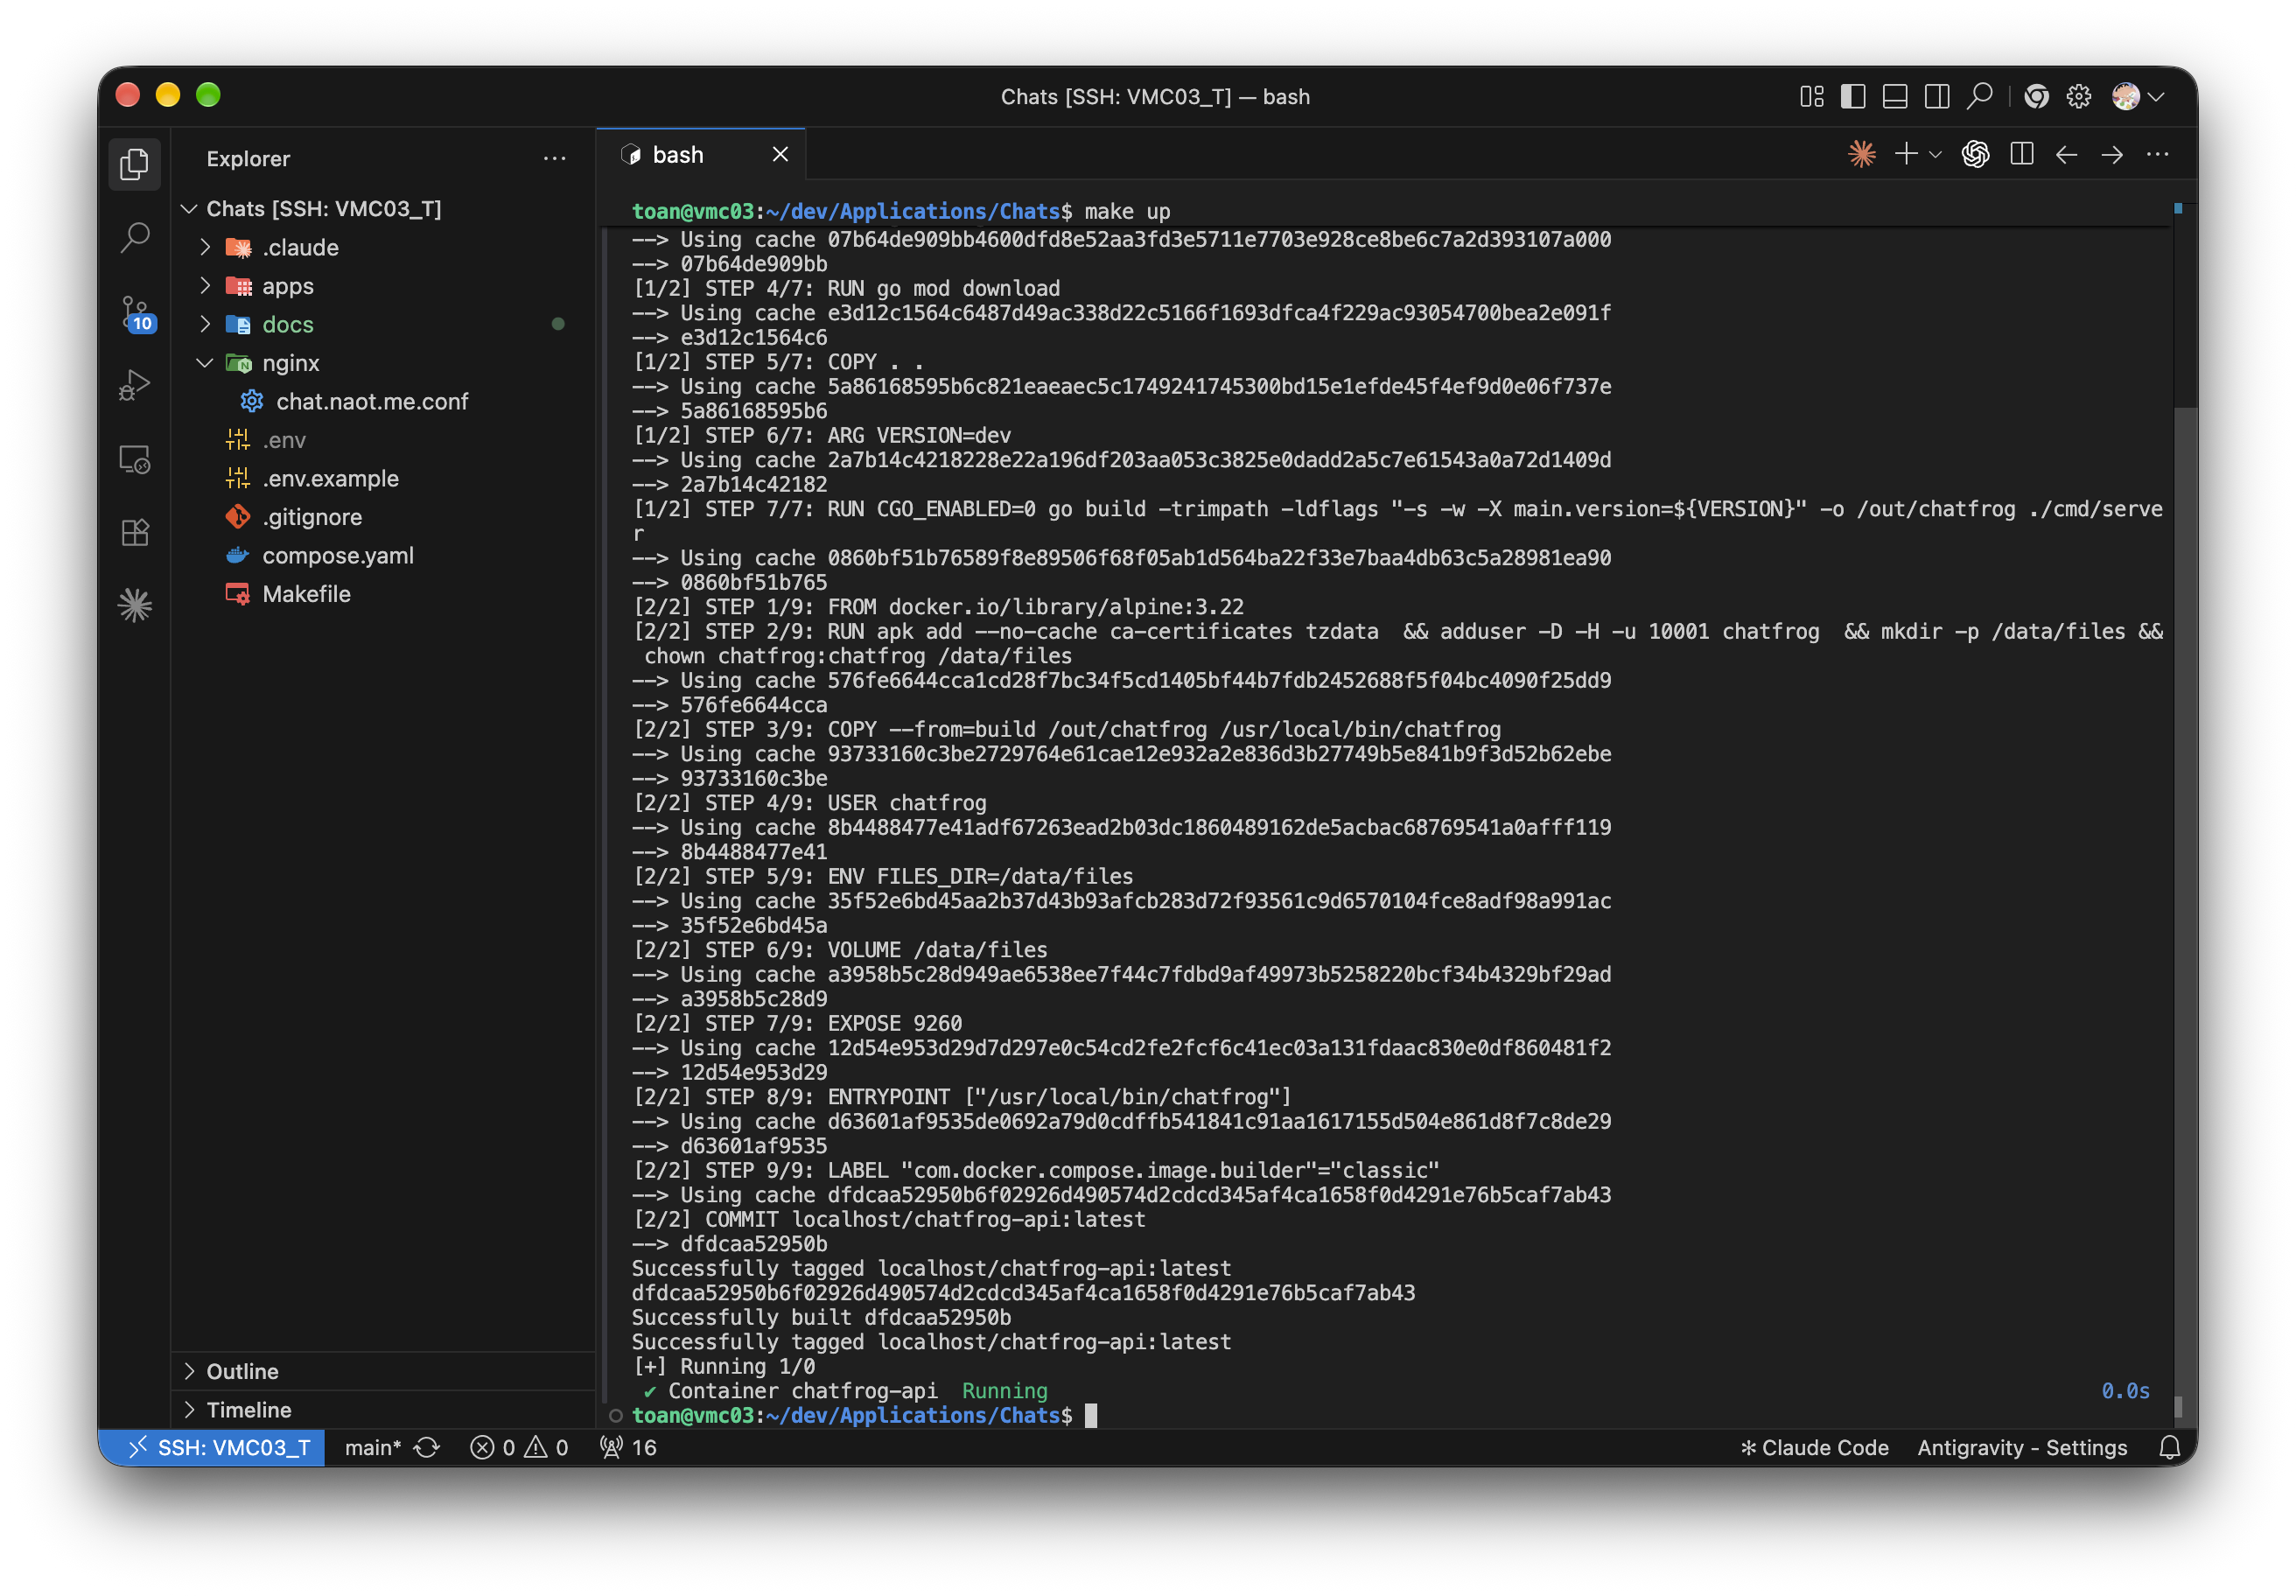 Chats [SSH: VMC03_T] — bash
Explorer
bash
Chats [SSH: VMC03_T]
.claude
apps
docs
nginx
chat.naot.me.conf
.env
.env.example
.gitignore
compose.yaml
Makefile
10
Outline
Timeline
toan@vmc03:~/dev/Applications/Chats$ make up
--> Using cache 07b64de909bb4600dfd8e52aa3fd3e5711e7703e928ce8be6c7a2d393107a000
--> 07b64de909bb
[1/2] STEP 4/7: RUN go mod download
--> Using cache e3d12c1564c6487d49ac338d22c5166f1693dfca4f229ac93054700bea2e091f
--> e3d12c1564c6
[1/2] STEP 5/7: COPY . .
--> Using cache 5a86168595b6c821eaeaec5c1749241745300bd15e1efde45f4ef9d0e06f737e
--> 5a86168595b6
[1/2] STEP 6/7: ARG VERSION=dev
--> Using cache 2a7b14c4218228e22a196df203aa053c3825e0dadd2a5c7e61543a0a72d1409d
--> 2a7b14c42182
[1/2] STEP 7/7: RUN CGO_ENABLED=0 go build -trimpath -ldflags "-s -w -X main.version=${VERSION}" -o /out/chatfrog ./cmd/serve
r
--> Using cache 0860bf51b76589f8e89506f68f05ab1d564ba22f33e7baa4db63c5a28981ea90
--> 0860bf51b765
[2/2] STEP 1/9: FROM docker.io/library/alpine:3.22
[2/2] STEP 2/9: RUN apk add --no-cache ca-certificates tzdata  && adduser -D -H -u 10001 chatfrog  && mkdir -p /data/files &&
 chown chatfrog:chatfrog /data/files
--> Using cache 576fe6644cca1cd28f7bc34f5cd1405bf44b7fdb2452688f5f04bc4090f25dd9
--> 576fe6644cca
[2/2] STEP 3/9: COPY --from=build /out/chatfrog /usr/local/bin/chatfrog
--> Using cache 93733160c3be2729764e61cae12e932a2e836d3b27749b5e841b9f3d52b62ebe
--> 93733160c3be
[2/2] STEP 4/9: USER chatfrog
--> Using cache 8b4488477e41adf67263ead2b03dc1860489162de5acbac68769541a0afff119
--> 8b4488477e41
[2/2] STEP 5/9: ENV FILES_DIR=/data/files
--> Using cache 35f52e6bd45aa2b37d43b93afcb283d72f93561c9d6570104fce8adf98a991ac
--> 35f52e6bd45a
[2/2] STEP 6/9: VOLUME /data/files
--> Using cache a3958b5c28d949ae6538ee7f44c7fdbd9af49973b5258220bcf34b4329bf29ad
--> a3958b5c28d9
[2/2] STEP 7/9: EXPOSE 9260
--> Using cache 12d54e953d29d7d297e0c54cd2fe2fcf6c41ec03a131fdaac830e0df860481f2
--> 12d54e953d29
[2/2] STEP 8/9: ENTRYPOINT ["/usr/local/bin/chatfrog"]
--> Using cache d63601af9535de0692a79d0cdffb541841c91aa1617155d504e861d8f7c8de29
--> d63601af9535
[2/2] STEP 9/9: LABEL "com.docker.compose.image.builder"="classic"
--> Using cache dfdcaa52950b6f02926d490574d2cdcd345af4ca1658f0d4291e76b5caf7ab43
[2/2] COMMIT localhost/chatfrog-api:latest
--> dfdcaa52950b
Successfully tagged localhost/chatfrog-api:latest
dfdcaa52950b6f02926d490574d2cdcd345af4ca1658f0d4291e76b5caf7ab43
Successfully built dfdcaa52950b
Successfully tagged localhost/chatfrog-api:latest
[+] Running 1/0
✔ Container chatfrog-api  Running 0.0s
toan@vmc03:~/dev/Applications/Chats$
SSH: VMC03_T main* 0 0 16 Claude Code Antigravity - Settings